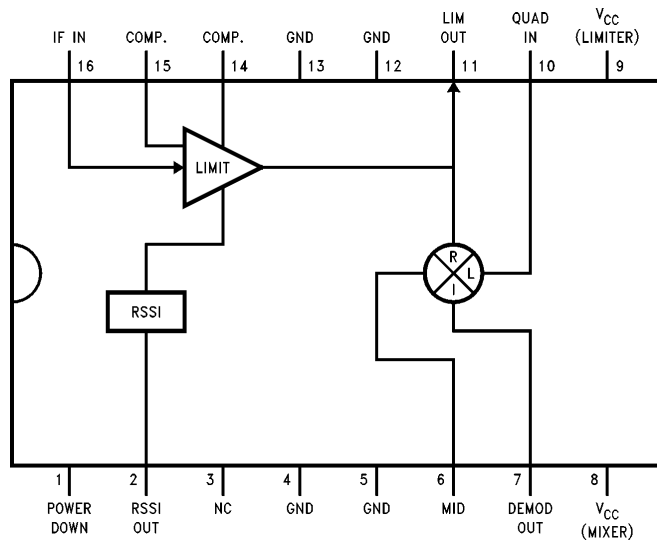 IF IN COMP. COMP. GND GND LIM OUT QUAD IN VCC (LIMITER)
16 15 14 13 12 11 10 9
LIMIT
R
L
I
RSSI
1 2 3 4 5 6 7 8
POWER DOWN RSSI OUT NC GND GND MID DEMOD OUT VCC (MIXER)